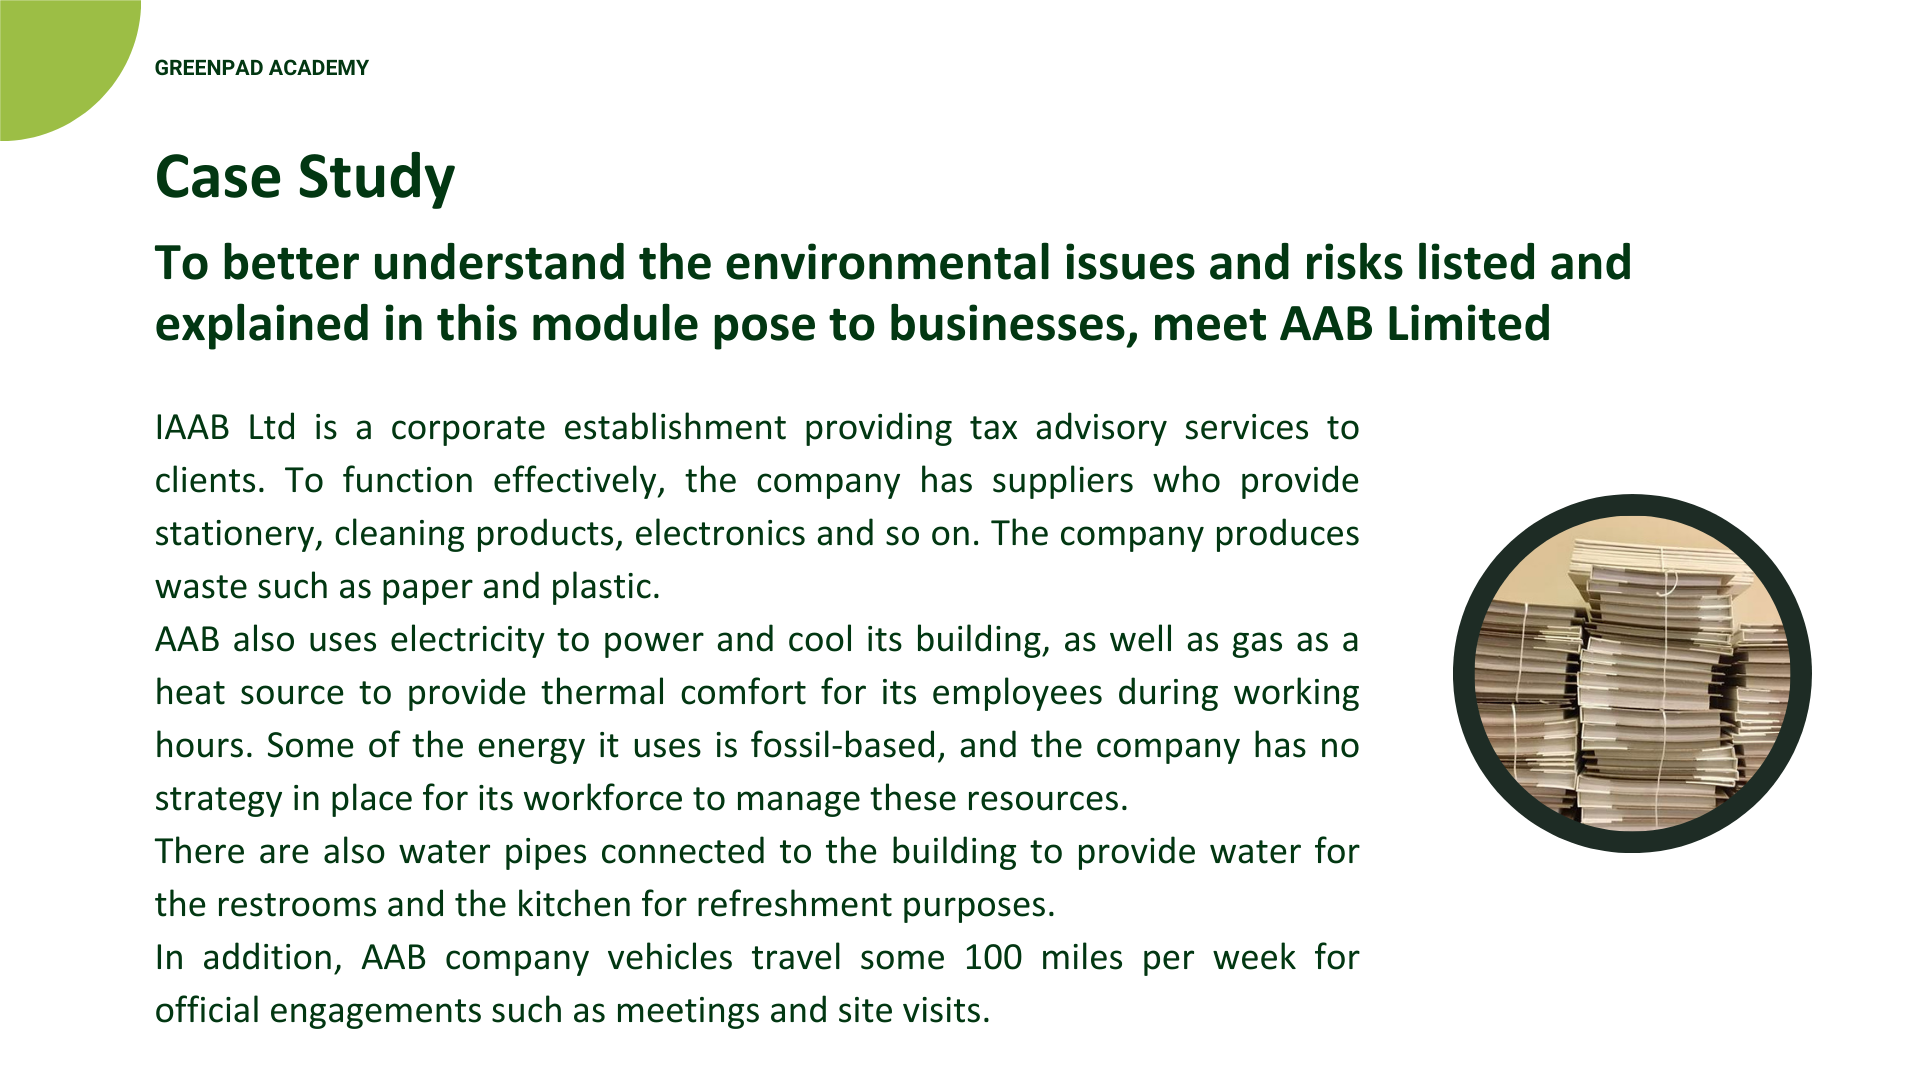 GREENPAD ACADEMY
Case Study
To better understand the environmental issues and risks listed and
explained in this module pose to businesses, meet AAB Limited
IAAB Ltd is a corporate establishment providing tax advisory services to
clients. To function effectively, the company has suppliers who provide
stationery, cleaning products, electronics and so on. The company produces
waste such as paper and plastic.
AAB also uses electricity to power and cool its building, as well as gas as a
heat source to provide thermal comfort for its employees during working
hours. Some of the energy it uses is fossil-based, and the company has no
strategy in place for its workforce to manage these resources.
There are also water pipes connected to the building to provide water for
the restrooms and the kitchen for refreshment purposes.
In addition, AAB company vehicles travel some 100 miles per week for
official engagements such as meetings and site visits.